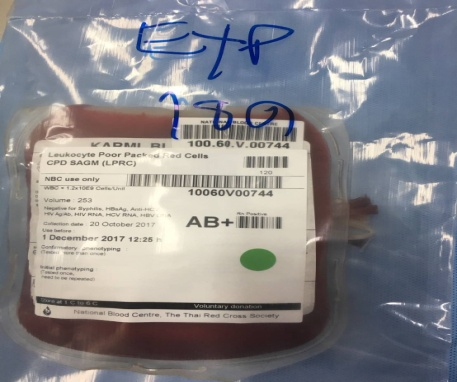 EXP
KARMI BL
100.60.V.00744
Leukocyte Poor Packed Red Cells
CPD SAGM (LPRC)
120
NBC use only
WBC < 1.2x10E8 Cells/Unit
10060V00744
Volume 253
Negative for Syphilis, HBsAg, Anti-HCV
HIV Ag/Ab, HIV RNA, HCV RNA, HBV
Collection date 20 October 2017
AB+
Rh Positive
Use before
1 December 2017 12:25 h
Confirmatory phenotyping
(Tested more than once)
Initial phenotyping
(Tested once,
need to be repeated)
Store at 1 C to 6 C
Voluntary donation
National Blood Centre, The Thai Red Cross Society